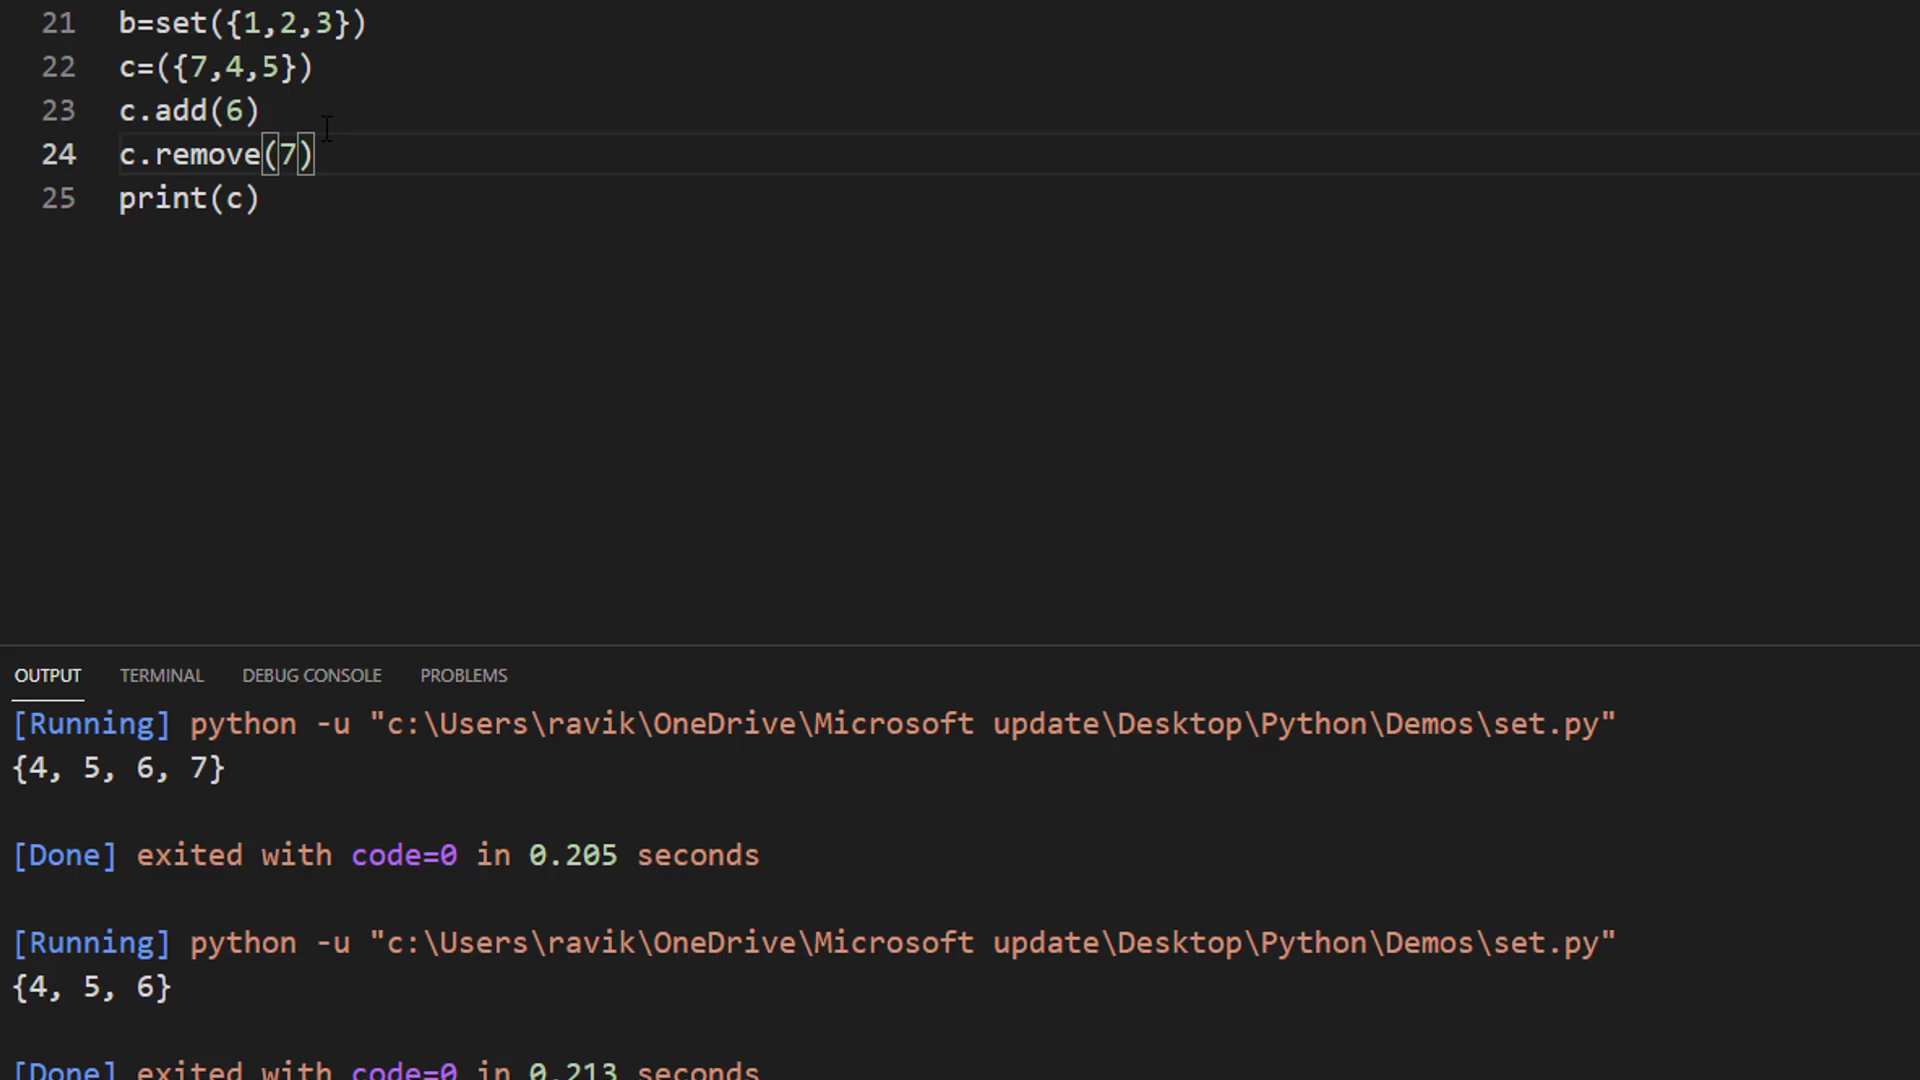 21 b=set({1,2,3})
22 c=({7,4,5})
23 c.add(6)
24 c.remove(7)
25 print(c)
OUTPUT TERMINAL DEBUG CONSOLE PROBLEMS
[Running] python -u "c:\Users\ravik\OneDrive\Microsoft update\Desktop\Python\Demos\set.py"
{4, 5, 6, 7}
[Done] exited with code=0 in 0.205 seconds
[Running] python -u "c:\Users\ravik\OneDrive\Microsoft update\Desktop\Python\Demos\set.py"
{4, 5, 6}
[Done] exited with code=0 in 0.213 seconds